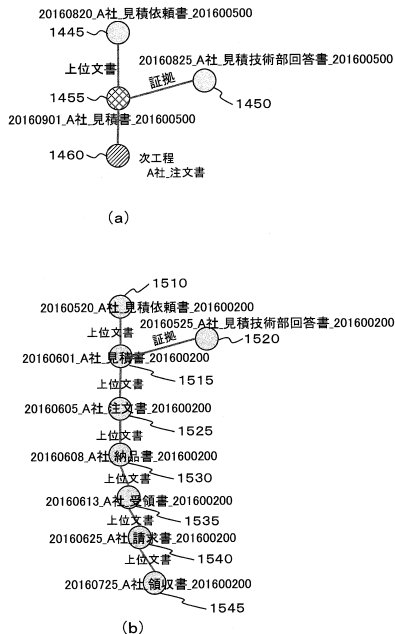 20160820_A社_見積依頼書_201600500
1445
20160825_A社_見積技術部回答書_201600500
上位文書
証拠
1455
1450
20160901_A社_見積書_201600500
1460
次工程
A社_注文書
(a)
1510
20160520_A社_見積依頼書_201600200
20160525_A社_見積技術部回答書_201600200
上位文書
証拠
1520
20160601_A社_見積書_201600200
上位文書
1515
20160605_A社_注文書_201600200
1525
上位文書
20160608_A社_納品書_201600200
1530
上位文書
20160613_A社_受領書_201600200
上位文書
1535
20160625_A社_請求書_201600200
1540
上位文書
20160725_A社_領収書_201600200
1545
(b)